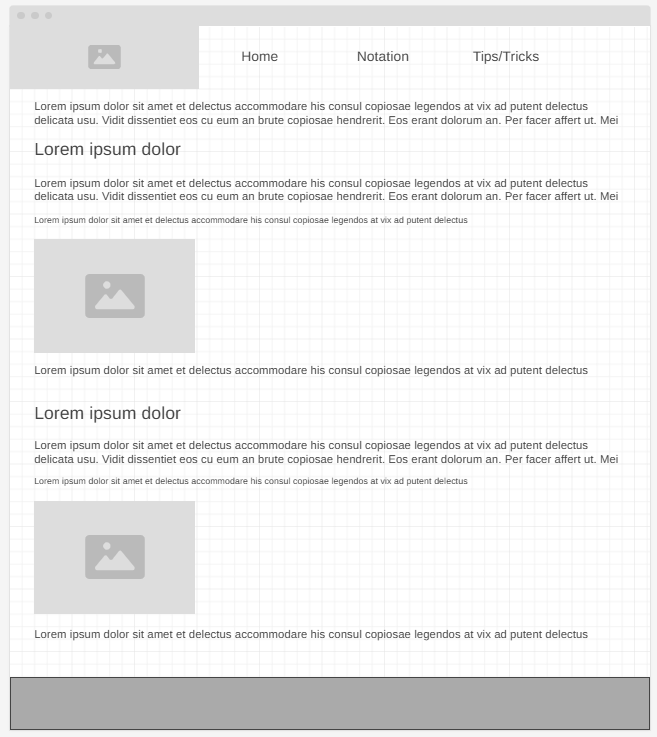 Home Notation Tips/Tricks
Lorem ipsum dolor sit amet et delectus accommodare his consul copiosae legendos at vix ad putent delectus
delicata usu. Vidit dissentiet eos cu eum an brute copiosae hendrerit. Eos erant dolorum an. Per facer affert ut. Mei
Lorem ipsum dolor
Lorem ipsum dolor sit amet et delectus accommodare his consul copiosae legendos at vix ad putent delectus
delicata usu. Vidit dissentiet eos cu eum an brute copiosae hendrerit. Eos erant dolorum an. Per facer affert ut. Mei
Lorem ipsum dolor sit amet et delectus accommodare his consul copiosae legendos at vix ad putent delectus
Lorem ipsum dolor sit amet et delectus accommodare his consul copiosae legendos at vix ad putent delectus
Lorem ipsum dolor
Lorem ipsum dolor sit amet et delectus accommodare his consul copiosae legendos at vix ad putent delectus
delicata usu. Vidit dissentiet eos cu eum an brute copiosae hendrerit. Eos erant dolorum an. Per facer affert ut. Mei
Lorem ipsum dolor sit amet et delectus accommodare his consul copiosae legendos at vix ad putent delectus
Lorem ipsum dolor sit amet et delectus accommodare his consul copiosae legendos at vix ad putent delectus